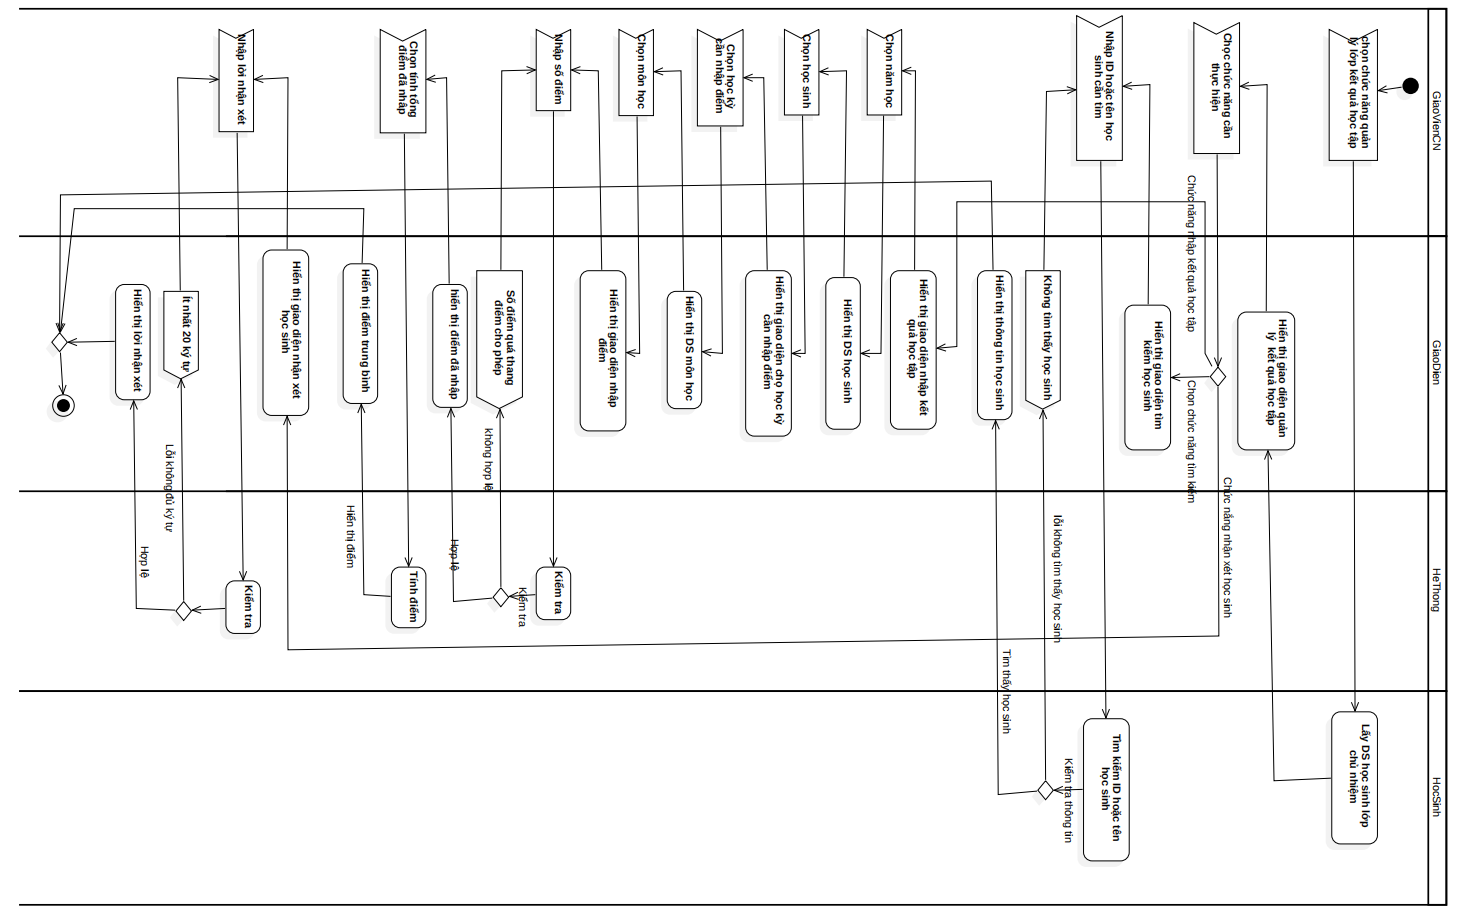 GiaoVienCN
GiaoDien
HeThong
HocSinh
chọn chức năng quản
lý lớp kết quả học tập
Lấy DS học sinh lớp
chủ nhiệm
Hiển thị giao diện quản
lý kết quả học tập
Chọc chức năng cần
thực hiện
Chức năng nhận xét học sinh
Chức năng nhập kết quả học tập
Chọn chức năng tìm kiếm
Hiển thị giao diện tìm
kiếm học sinh
Nhập ID hoặc tên học
sinh cần tìm
Tìm kiếm ID hoặc tên
học sinh
Kiểm tra thông tin
lỗi không tìm thấy học sinh
Không tìm thấy học sinh
Tìm thấy học sinh
Hiển thị thông tin học sinh
Hiển thị giao diện nhập kết
quả học tập
Chọn năm học
Hiển thị DS học sinh
Chọn học sinh
Hiển thị giao diện chọ học kỳ
cần nhập điểm
Chọn học kỳ
cần nhập điểm
Hiển thị DS môn học
Chọn môn học
Hiển thị giao diện nhập
điểm
Nhập số điểm
Kiểm tra
Kiểm tra
không hợp lệ
Số điểm quá thang
điểm cho phép
Hợp lệ
hiển thị điểm đã nhập
Chọn tính tổng
điểm đã nhập
Tính điểm
Hiển thị điểm
Hiển thị điểm trung bình
Hiển thị giao diện nhận xét
học sinh
Nhập lời nhận xét
Kiểm tra
Lỗi không đủ ký tự
Ít nhất 20 ký tự
Hợp lệ
Hiển thị lời nhận xét